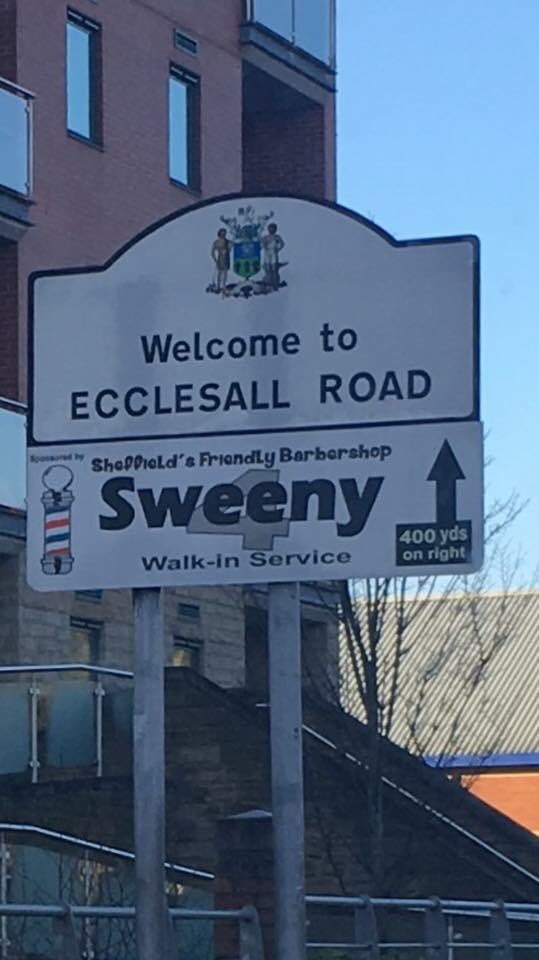 Welcome to
ECCLESALL ROAD
Sponsored by
Sheffield's Friendly Barbershop
Sweeny
4
Walk-in Service
400 yds
on right